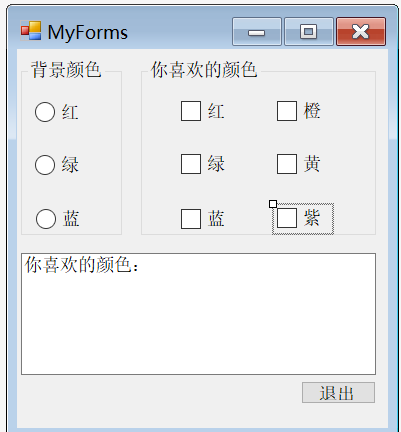 MyForms
背景颜色 你喜欢的颜色
红 红 橙
绿 绿 黄
蓝 蓝 紫
你喜欢的颜色:
退出